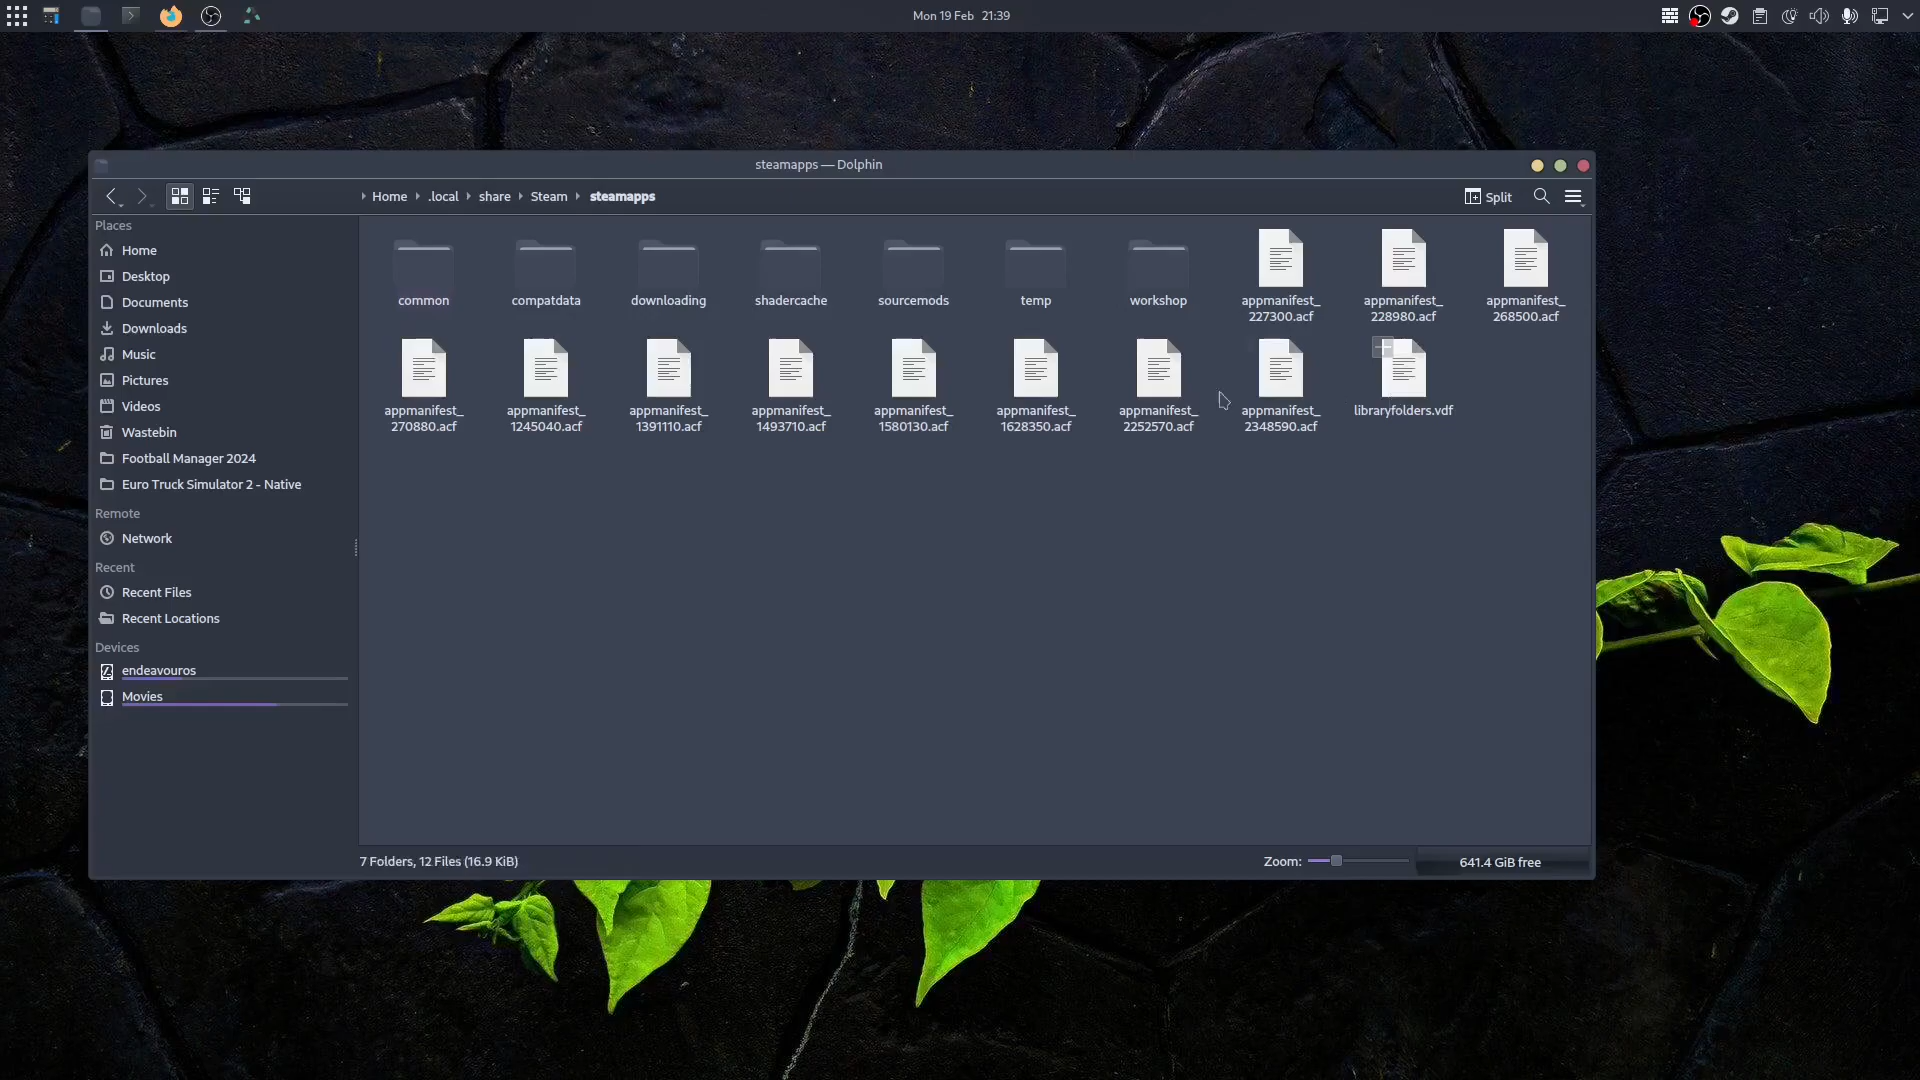 Mon 19 Feb 21:39
steamapps — Dolphin
Home .local share Steam steamapps
Split
Places
Home
Desktop
Documents
Downloads
Music
Pictures
Videos
Wastebin
Football Manager 2024
Euro Truck Simulator 2 - Native
Remote
Network
Recent
Recent Files
Recent Locations
Devices
endeavouros
Movies
common
compatdata
downloading
shadercache
sourcemods
temp
workshop
appmanifest_
227300.acf
appmanifest_
228980.acf
appmanifest_
268500.acf
appmanifest_
270880.acf
appmanifest_
1245040.acf
appmanifest_
1391110.acf
appmanifest_
1493710.acf
appmanifest_
1580130.acf
appmanifest_
1628350.acf
appmanifest_
2252570.acf
appmanifest_
2348590.acf
libraryfolders.vdf
7 Folders, 12 Files (16.9 KiB)
Zoom:
641.4 GiB free